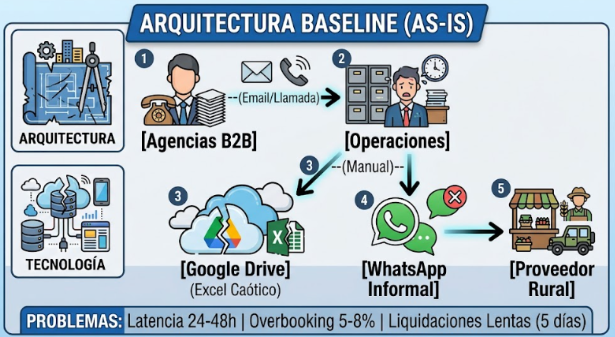 ARQUITECTURA BASELINE (AS-IS)
ARQUITECTURA
TECNOLOGÍA
1
[Agencias B2B]
--(Email/Llamada)
2
[Operaciones]
3
--(Manual)--
3
[Google Drive]
(Excel Caótico)
X
4
[WhatsApp
Informal]
5
[Proveedor
Rural]
PROBLEMAS: Latencia 24-48h | Overbooking 5-8% | Liquidaciones Lentas (5 días)